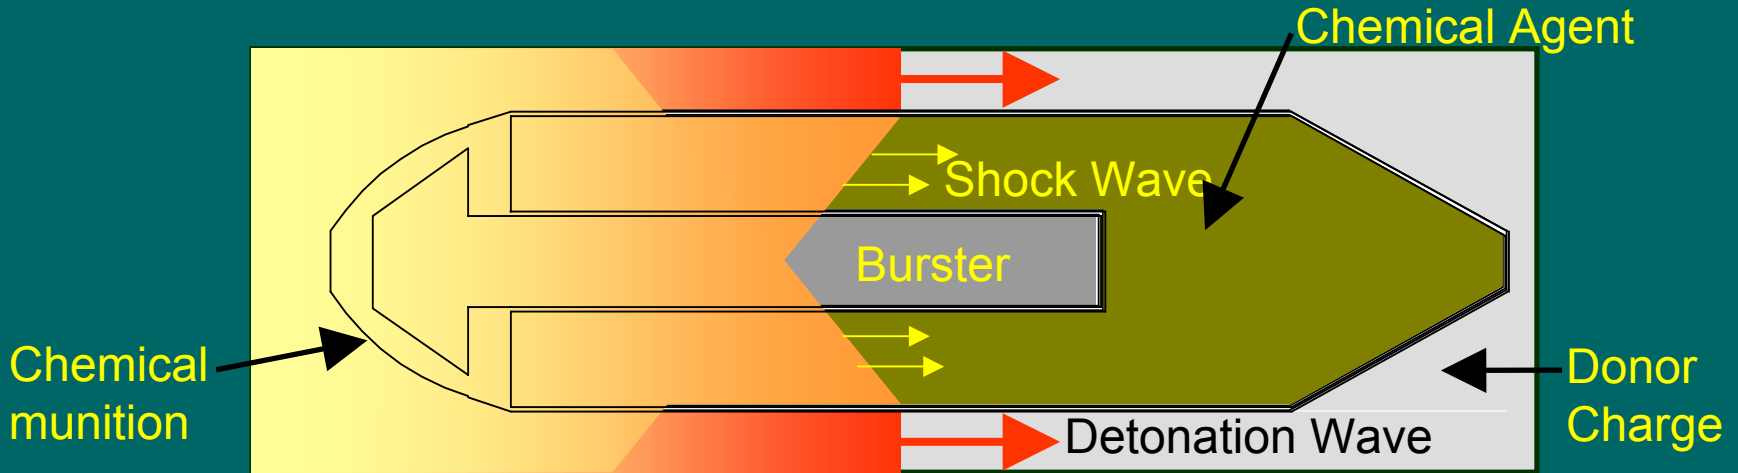 Chemical Agent
Shock Wave
Burster
Chemical
munition
Donor
Charge
Detonation Wave